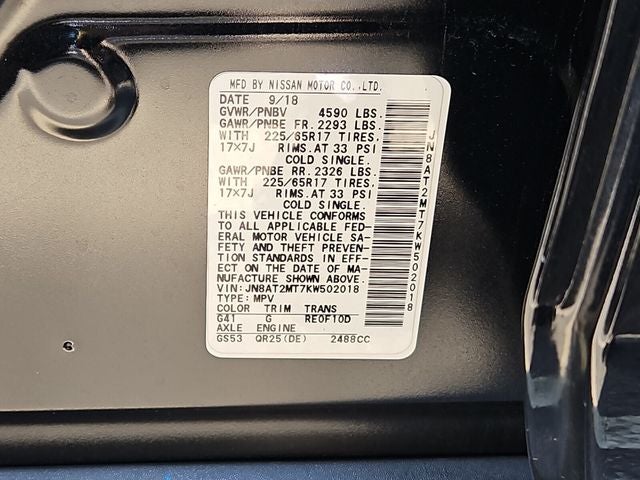 MFD BY NISSAN MOTOR CO.,LTD.
DATE 9/18
GVWR/PNBV 4590 LBS.
GAWR/PNBE FR. 2293 LBS.
WITH 225/65R17 TIRES,
17×7J RIMS.AT 33 PSI
COLD SINGLE.
GAWR/PNBE RR. 2326 LBS.
WITH 225/65R17 TIRES,
17×7J RIMS.AT 33 PSI
COLD SINGLE.
THIS VEHICLE CONFORMS
TO ALL APPLICABLE FED-
ERAL MOTOR VEHICLE SA-
FETY AND THEFT PREVEN-
TION STANDARDS IN EFF-
ECT ON THE DATE OF MA-
NUFACTURE SHOWN ABOVE.
VIN:JN8AT2MT7KW502018
TYPE:MPV
COLOR TRIM TRANS
G41 G RE0F10D
AXLE ENGINE
GS53 QR25(DE) 2488CC
JN8AT2MT7KW502018